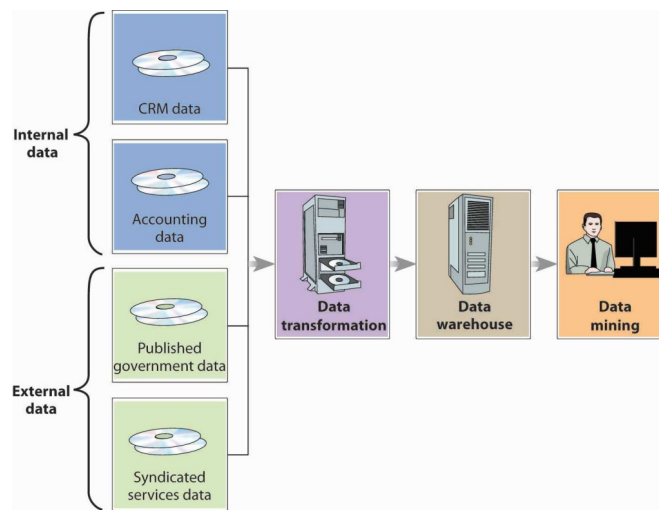 CRM data
Internal
data
Accounting
data
Published
government data
External
data
Syndicated
services data
Data
transformation
Data
warehouse
Data
mining